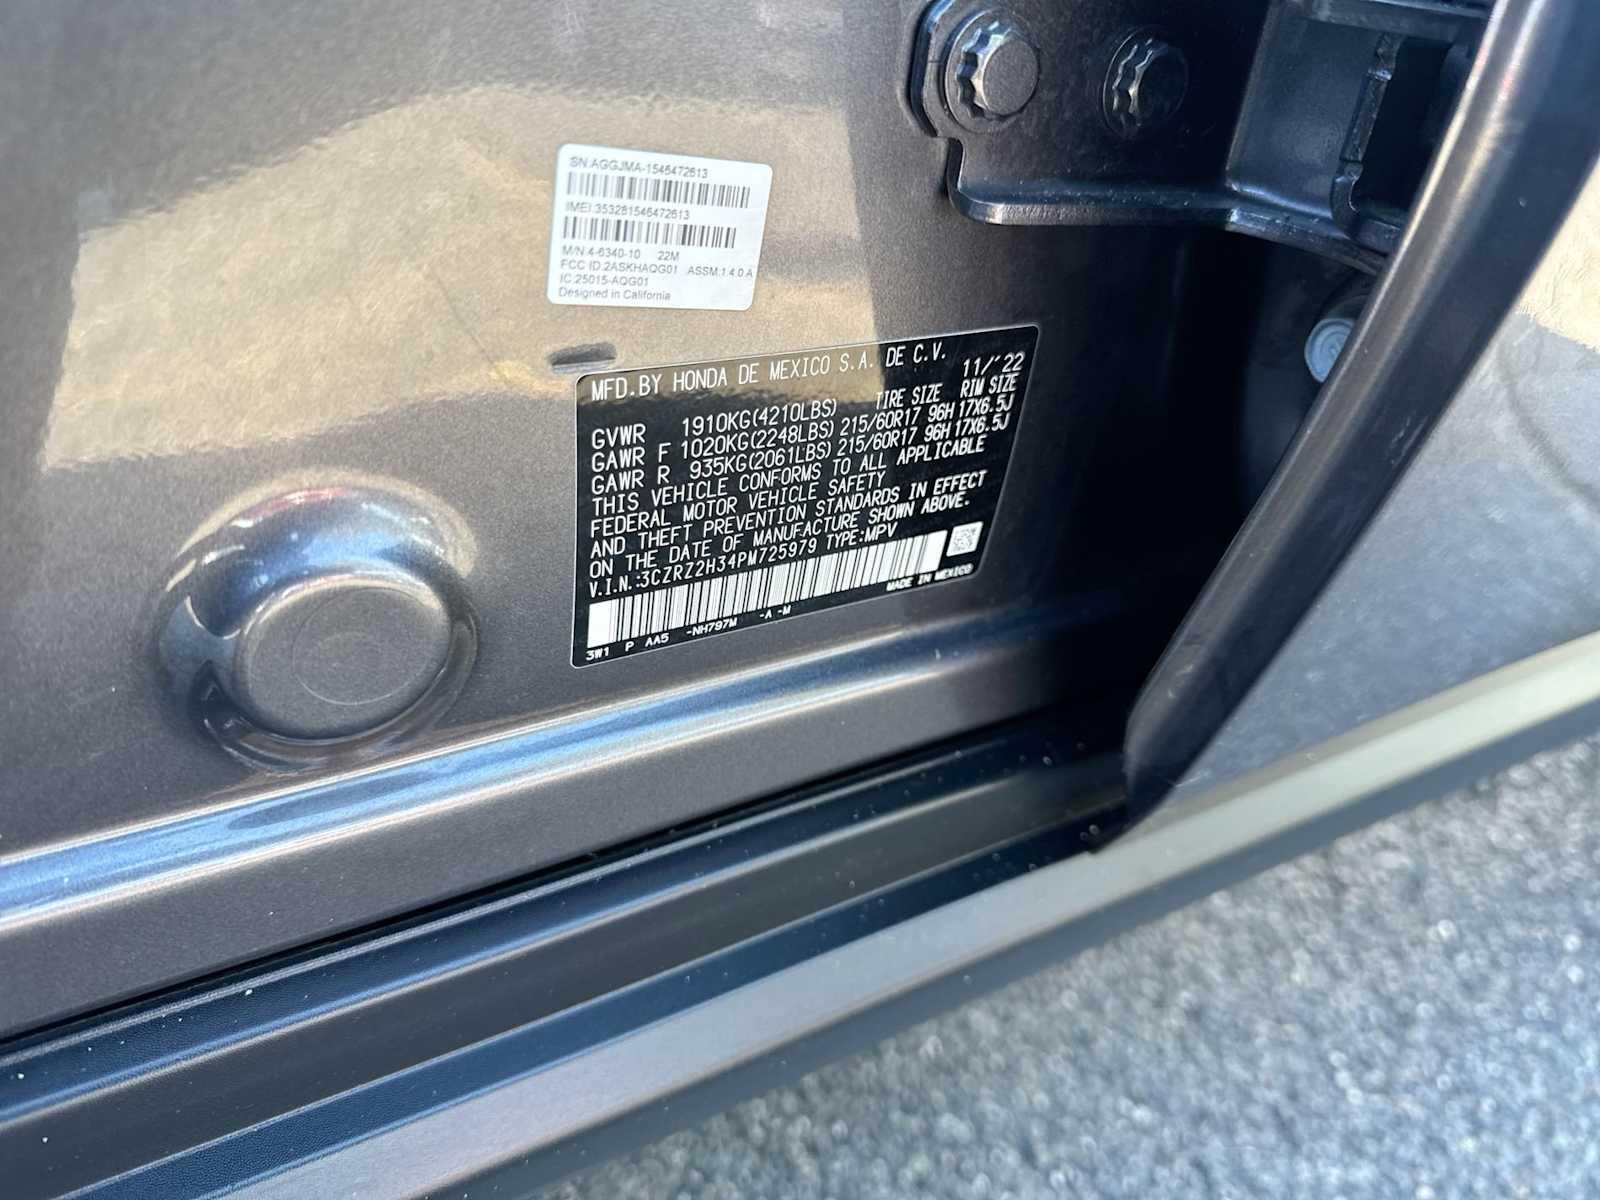 SN:AGGJMA-1546472613
IMEI:353281546472613
M/N:4-6340-10 22M
FCC ID:2ASKHAQG01 ASSM:1.4.0.A
IC:25015-AQG01
Designed in California
MFD.BY HONDA DE MEXICO S.A. DE C.V. 11/'22
TIRE SIZE RIM SIZE
GVWR 1910KG(4210LBS)
GAWR F 1020KG(2248LBS) 215/60R17 96H 17X6.5J
GAWR R 935KG(2061LBS) 215/60R17 96H 17X6.5J
THIS VEHICLE CONFORMS TO ALL APPLICABLE
FEDERAL MOTOR VEHICLE SAFETY
AND THEFT PREVENTION STANDARDS IN EFFECT
ON THE DATE OF MANUFACTURE SHOWN ABOVE.
V.I.N.:3CZRZ2H34PM725979 TYPE:MPV
MADE IN MEXICO
3W1 P AA5 -NH797M -A -M